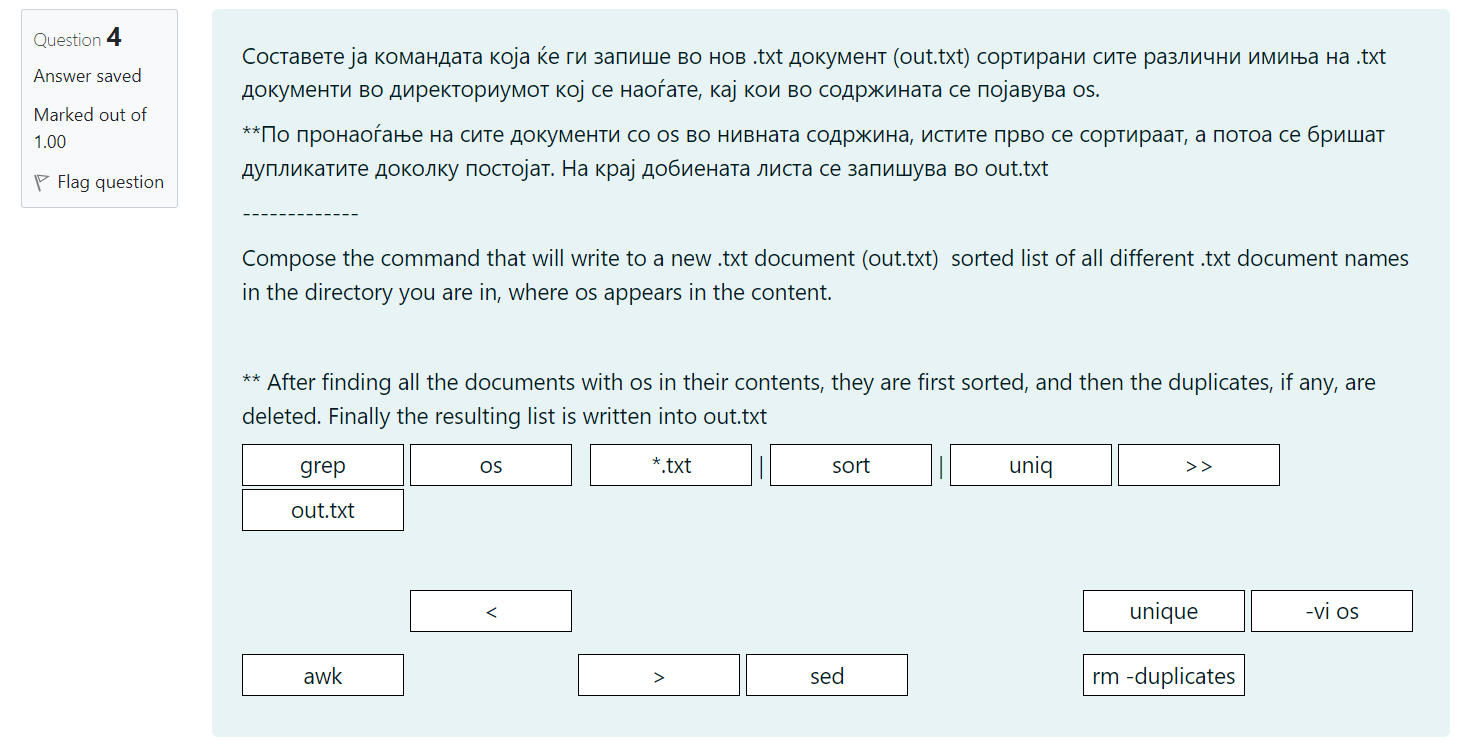 Question 4
Answer saved
Marked out of
1.00
Flag question
Составете ја командата која ќе ги запише во нов .txt документ (out.txt) сортирани сите различни имиња на .txt
документи во директориумот кој се наоѓате, кај кои во содржината се појавува os.
**По пронаоѓање на сите документи со os во нивната содржина, истите прво се сортираат, а потоа се бришат
дупликатите доколку постојат. На крај добиената листа се запишува во out.txt
-------------
Compose the command that will write to a new .txt document (out.txt) sorted list of all different .txt document names
in the directory you are in, where os appears in the content.
** After finding all the documents with os in their contents, they are first sorted, and then the duplicates, if any, are
deleted. Finally the resulting list is written into out.txt
grep os *.txt | sort | uniq >>
out.txt
< unique -vi os
awk > sed rm -duplicates